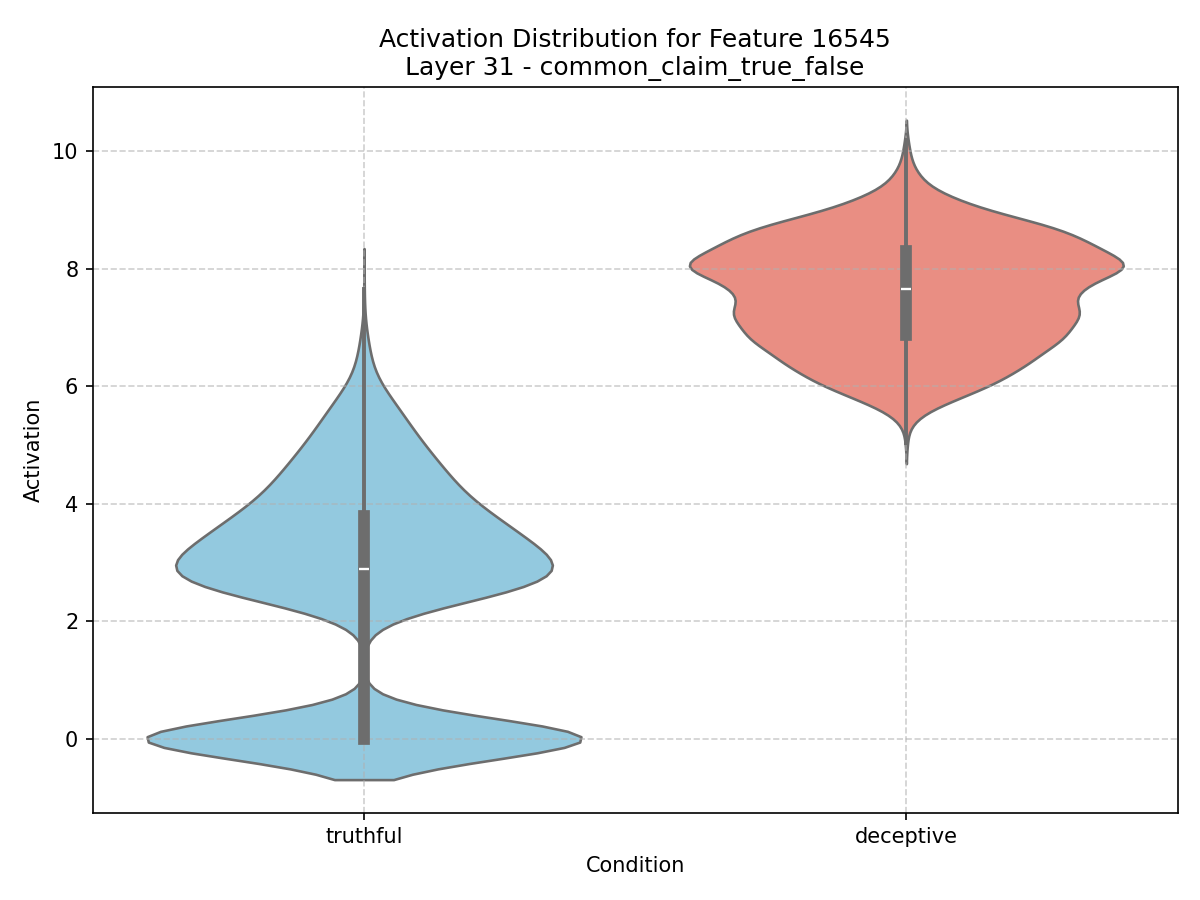 Activation Distribution for Feature 16545
Layer 31 - common_claim_true_false
Activation
10
8
6
4
2
0
truthful
deceptive
Condition